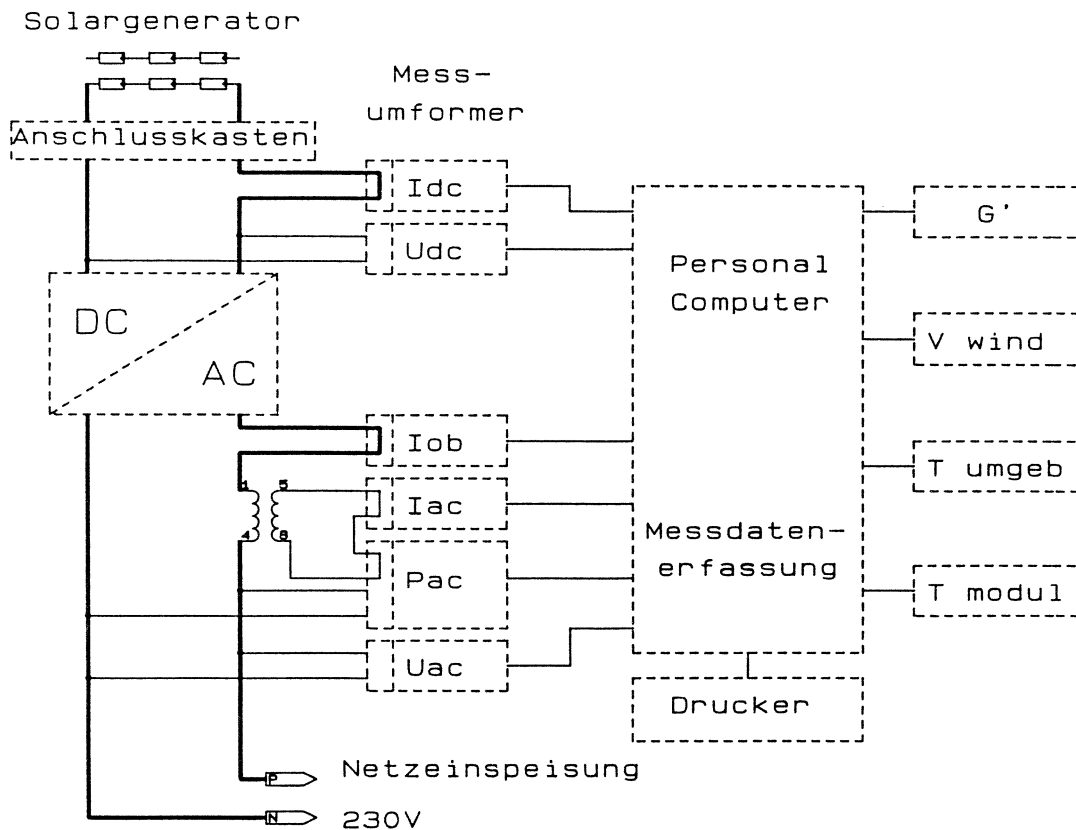 Solargenerator
Mess-
umformer
Anschlusskasten
Idc
G'
Udc
Personal
Computer
DC
V wind
AC
Iob
T umgeb
1 5
Iac
Messdaten-
4 8
erfassung
Pac
T modul
Uac
Drucker
P
Netzeinspeisung
N
230V